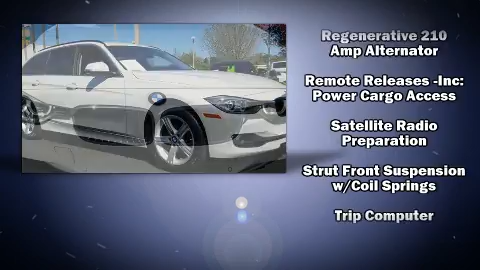 Regenerative 210
Amp Alternator
Remote Releases -Inc:
Power Cargo Access
Satellite Radio
Preparation
Strut Front Suspension
w/Coil Springs
Trip Computer